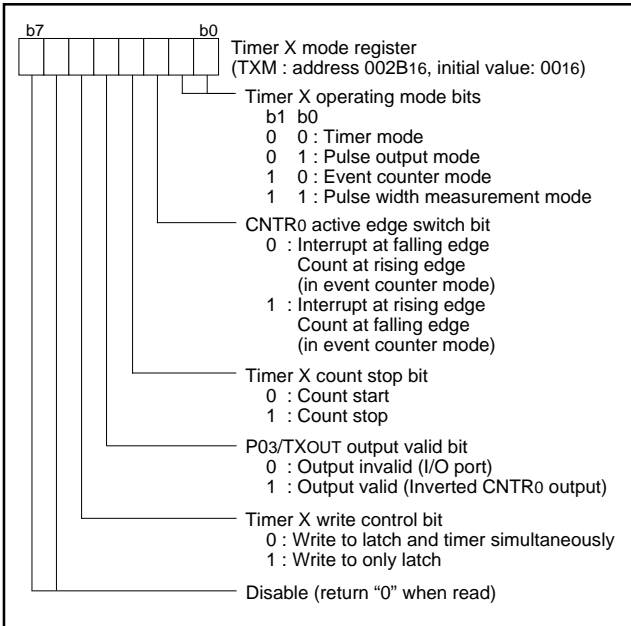 b7 b0
Timer X mode register
(TXM : address 002B16, initial value: 0016)
Timer X operating mode bits
b1 b0
0 0 : Timer mode
0 1 : Pulse output mode
1 0 : Event counter mode
1 1 : Pulse width measurement mode
CNTR0 active edge switch bit
0 : Interrupt at falling edge
Count at rising edge
(in event counter mode)
1 : Interrupt at rising edge
Count at falling edge
(in event counter mode)
Timer X count stop bit
0 : Count start
1 : Count stop
P03/TXOUT output valid bit
0 : Output invalid (I/O port)
1 : Output valid (Inverted CNTR0 output)
Timer X write control bit
0 : Write to latch and timer simultaneously
1 : Write to only latch
Disable (return “0” when read)